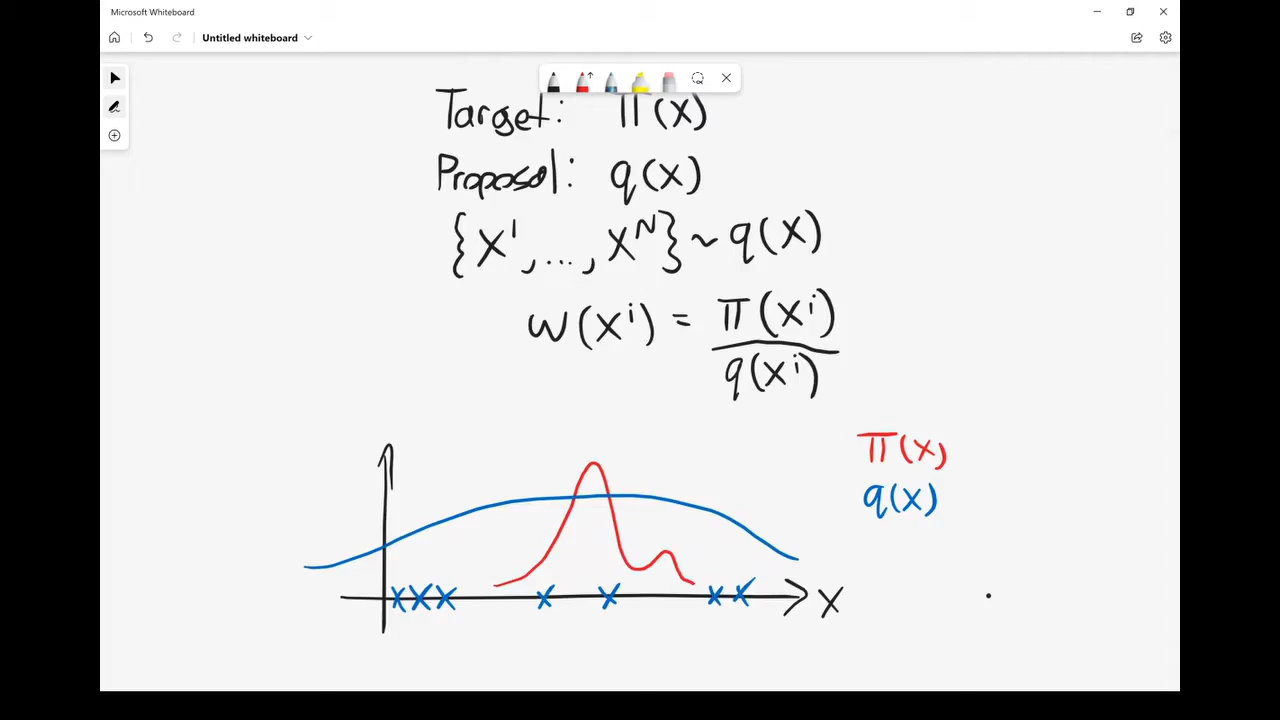 Microsoft Whiteboard
Untitled whiteboard
Target: π(x)
Proposal: q(x)
{x¹, ..., xᴺ} ~ q(x)
w(xⁱ) = π(xⁱ) / q(xⁱ)
π(x)
q(x)
x